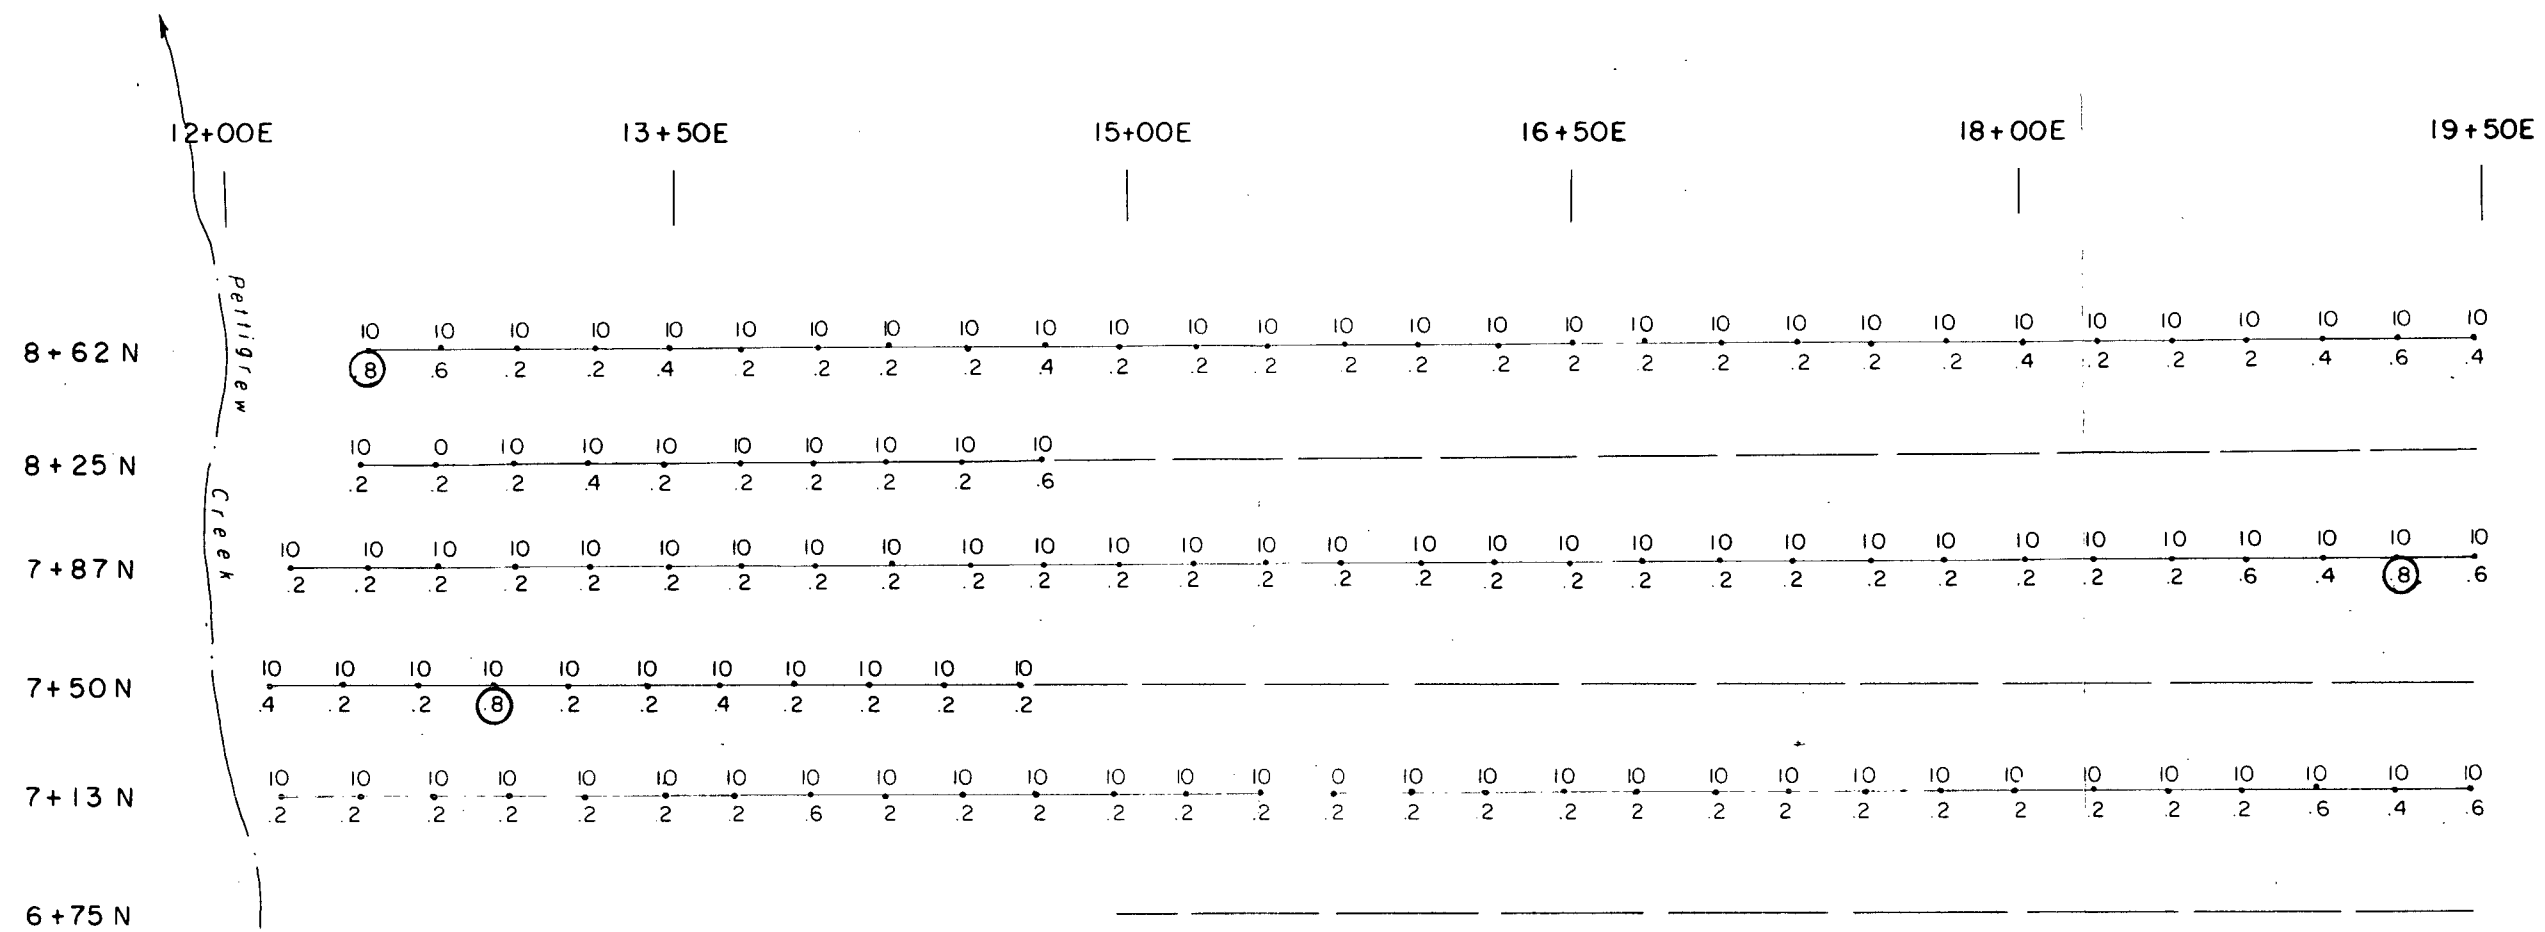 12+00E 13+50E 15+00E 16+50E 18+00E 19+50E
Pettigrew Creek
8+62 N
10 10 10 10 10 10 10 10 10 10 10 10 10 10 10 10 10 10 10 10 10 10 10 10 10 10 10 10 10
.8 .6 .2 .2 .4 .2 .2 .2 .2 .4 .2 .2 .2 .2 .2 .2 2 .2 .2 .2 .2 .2 .4 .2 .2 2 .4 .6 .4
8+25 N
10 0 10 10 10 10 10 10 10 10
.2 .2 .2 .4 .2 .2 .2 .2 .2 .6
7+87 N
10 10 10 10 10 10 10 10 10 10 10 10 10 10 10 10 10 10 10 10 10 10 10 10 10 10 10 10 10 10
.2 .2 .2 .2 .2 .2 .2 .2 .2 .2 .2 .2 .2 .2 .2 .2 .2 .2 .2 .2 .2 .2 .2 .2 .2 .2 .6 .4 .8 .6
7+50 N
10 10 10 10 10 10 10 10 10 10 10
.4 .2 .2 .8 .2 .2 .4 .2 .2 .2 .2
7+13 N
10 10 10 10 10 10 10 10 10 10 10 10 10 10 0 10 10 10 10 10 10 10 10 10 10 10 10 10 10 10
.2 .2 .2 .2 .2 .2 .2 .6 2 .2 2 .2 .2 .2 .2 .2 .2 .2 2 .2 2 .2 .2 2 .2 .2 .2 .6 .4 .6
6+75 N